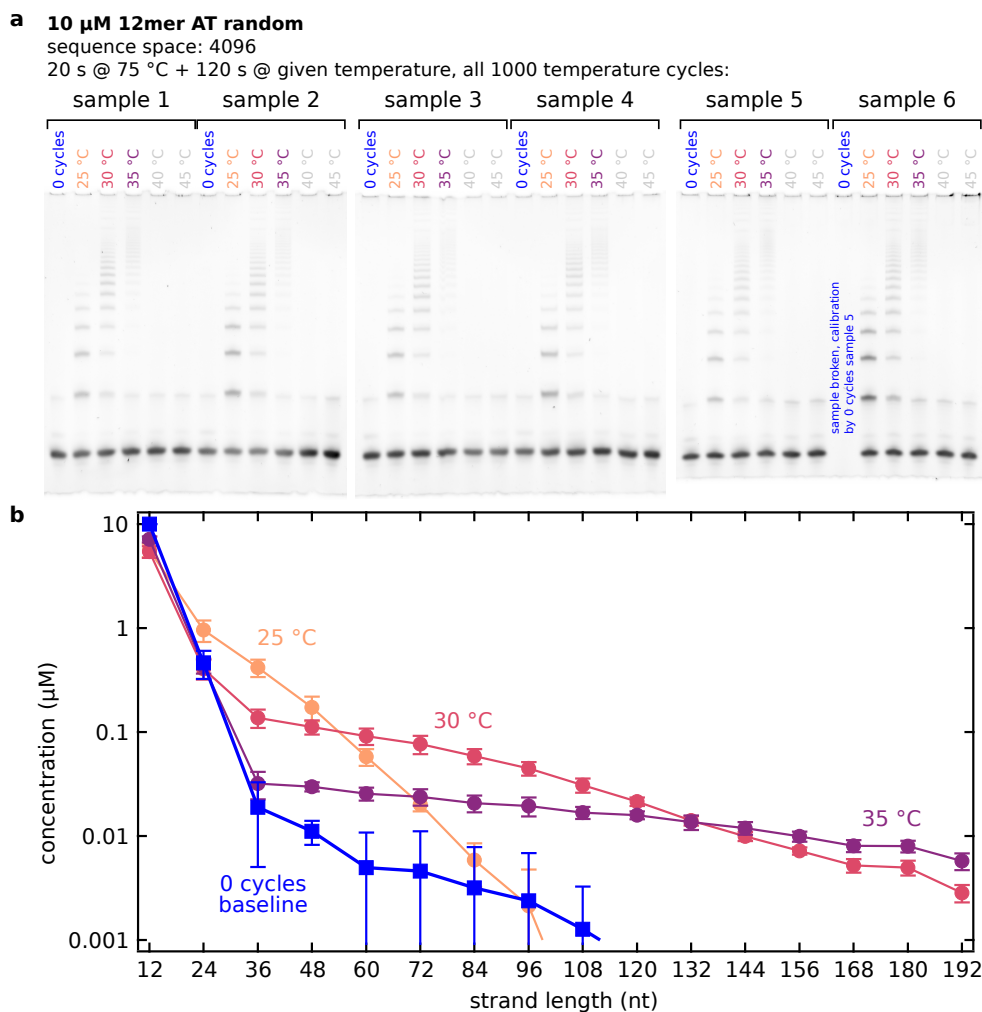 a
10 µM 12mer AT random
sequence space: 4096
20 s @ 75 °C + 120 s @ given temperature, all 1000 temperature cycles:
sample 1 sample 2 sample 3 sample 4 sample 5 sample 6
0 cycles 25 °C 30 °C 35 °C 40 °C 45 °C 0 cycles 25 °C 30 °C 35 °C 40 °C 45 °C 0 cycles 25 °C 30 °C 35 °C 40 °C 45 °C 0 cycles 25 °C 30 °C 35 °C 40 °C 45 °C 0 cycles 25 °C 30 °C 35 °C 40 °C 45 °C 0 cycles 25 °C 30 °C 35 °C 40 °C 45 °C
sample broken, calibration
by 0 cycles sample 5
b
concentration (µM)
10
1
0.1
0.01
0.001
25 °C
30 °C
35 °C
0 cycles
baseline
12 24 36 48 60 72 84 96 108 120 132 144 156 168 180 192
strand length (nt)